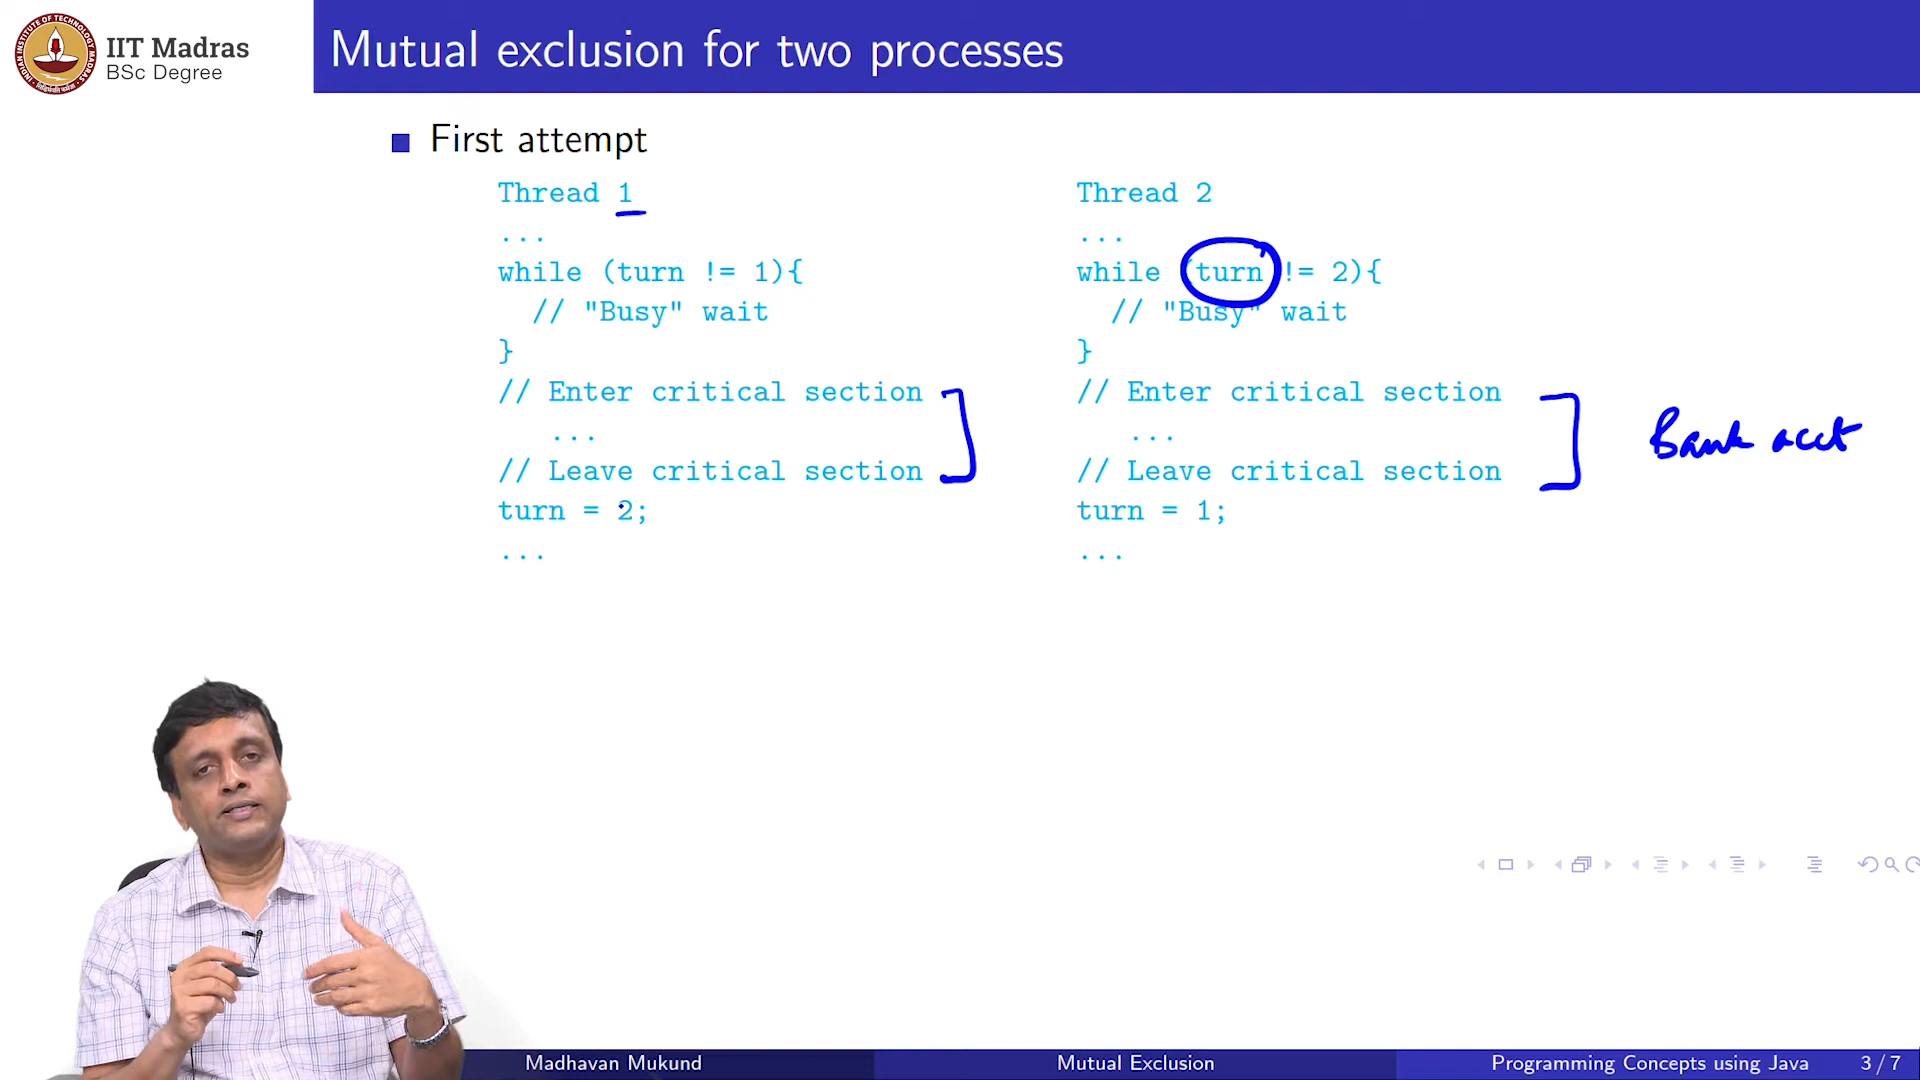 IIT Madras
BSc Degree
Mutual exclusion for two processes
First attempt
Thread 1
...
while (turn != 1){
// "Busy" wait
}
// Enter critical section
...
// Leave critical section
turn = 2;
...
Thread 2
...
while (turn != 2){
// "Busy" wait
}
// Enter critical section
...
// Leave critical section
turn = 1;
...
Bank acct
Madhavan Mukund
Mutual Exclusion
Programming Concepts using Java
3 / 7